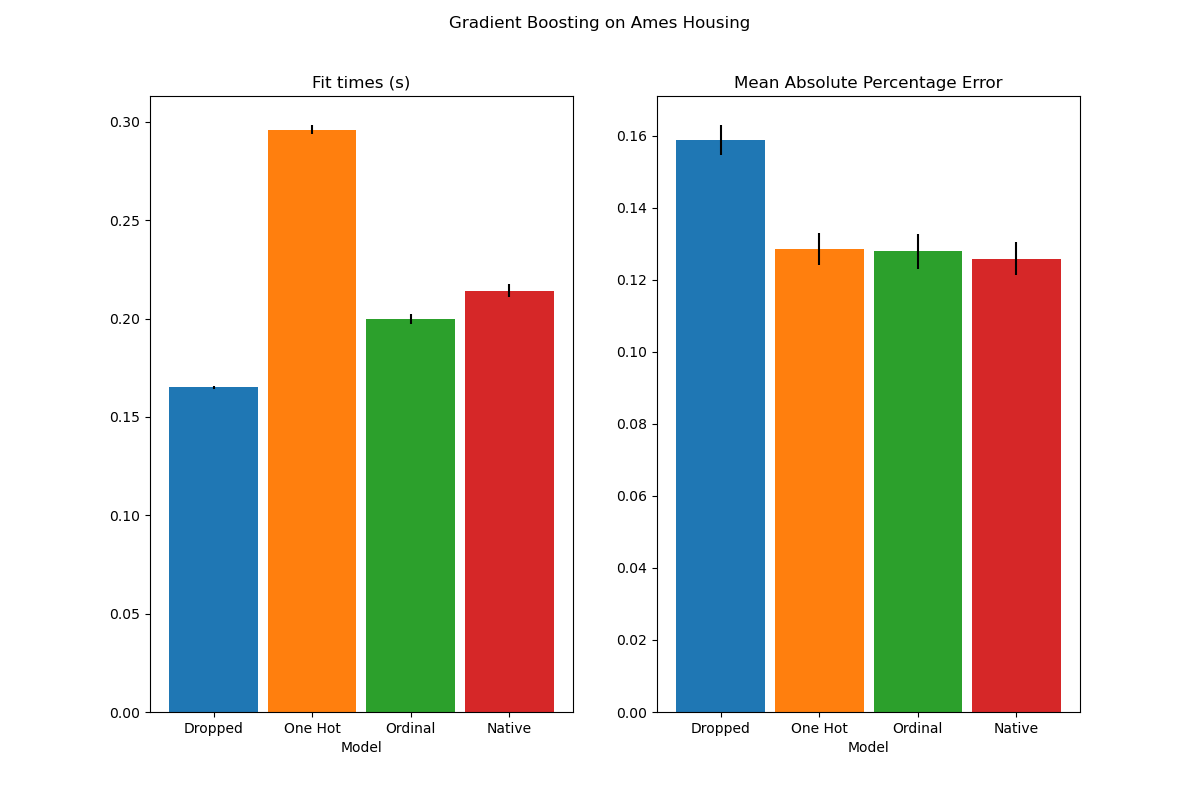 Gradient Boosting on Ames Housing
Fit times (s)
0.30
0.25
0.20
0.15
0.10
0.05
0.00
Dropped One Hot Ordinal Native
Model
Mean Absolute Percentage Error
0.16
0.14
0.12
0.10
0.08
0.06
0.04
0.02
0.00
Dropped One Hot Ordinal Native
Model